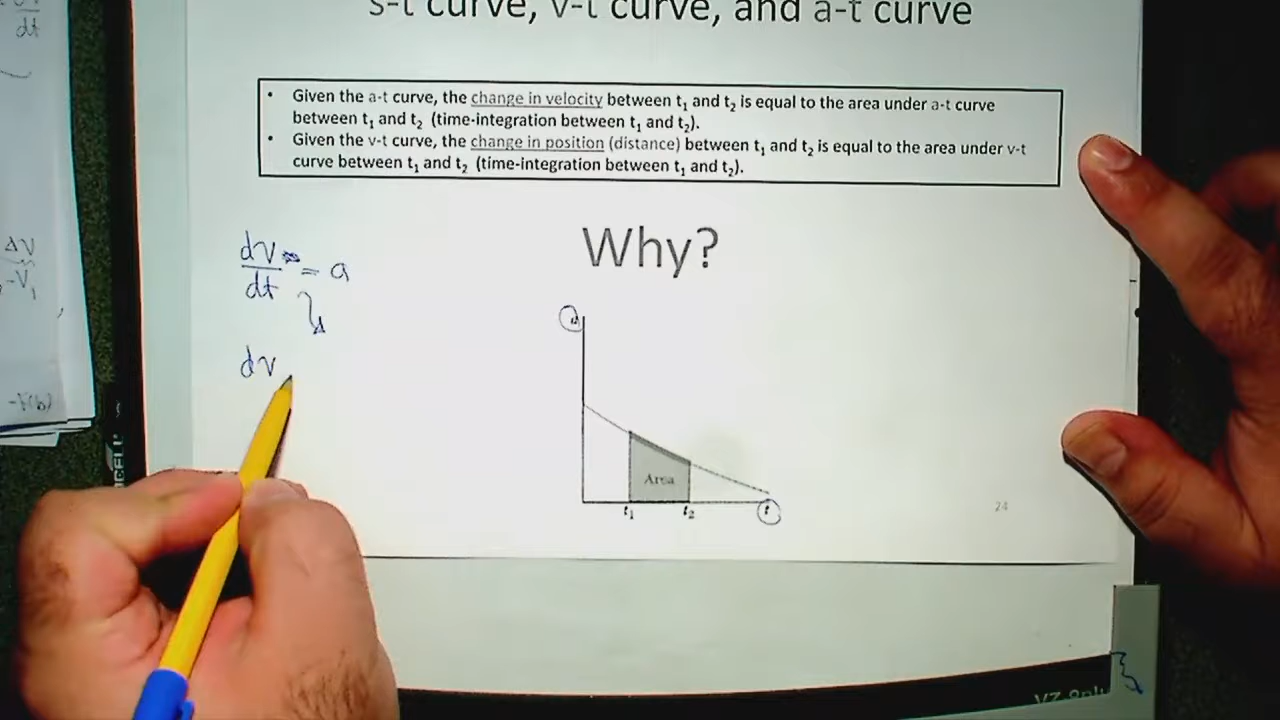 dt
s-t curve, v-t curve, and a-t curve
• Given the a-t curve, the change in velocity between t₁ and t₂ is equal to the area under a-t curve
between t₁ and t₂ (time-integration between t₁ and t₂).
• Given the v-t curve, the change in position (distance) between t₁ and t₂ is equal to the area under v-t
curve between t₁ and t₂ (time-integration between t₁ and t₂).
ΔV
-V₁
dv
dt
= a
Why?
dv
-f(b)
Area
t₁ t₂ t
24